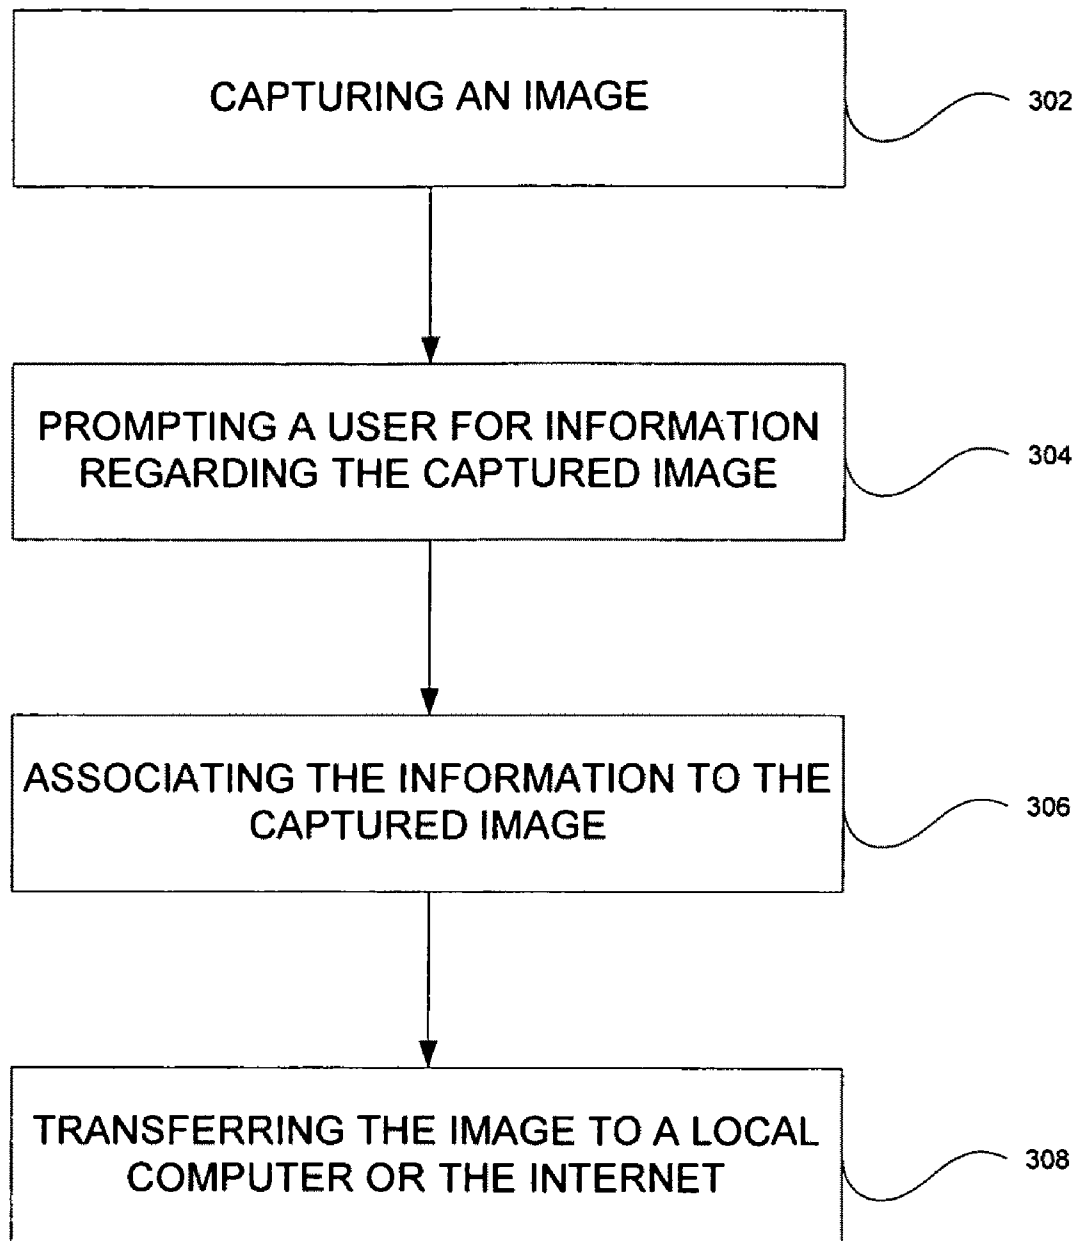 CAPTURING AN IMAGE
302
PROMPTING A USER FOR INFORMATION
REGARDING THE CAPTURED IMAGE
304
ASSOCIATING THE INFORMATION TO THE
CAPTURED IMAGE
306
TRANSFERRING THE IMAGE TO A LOCAL
COMPUTER OR THE INTERNET
308